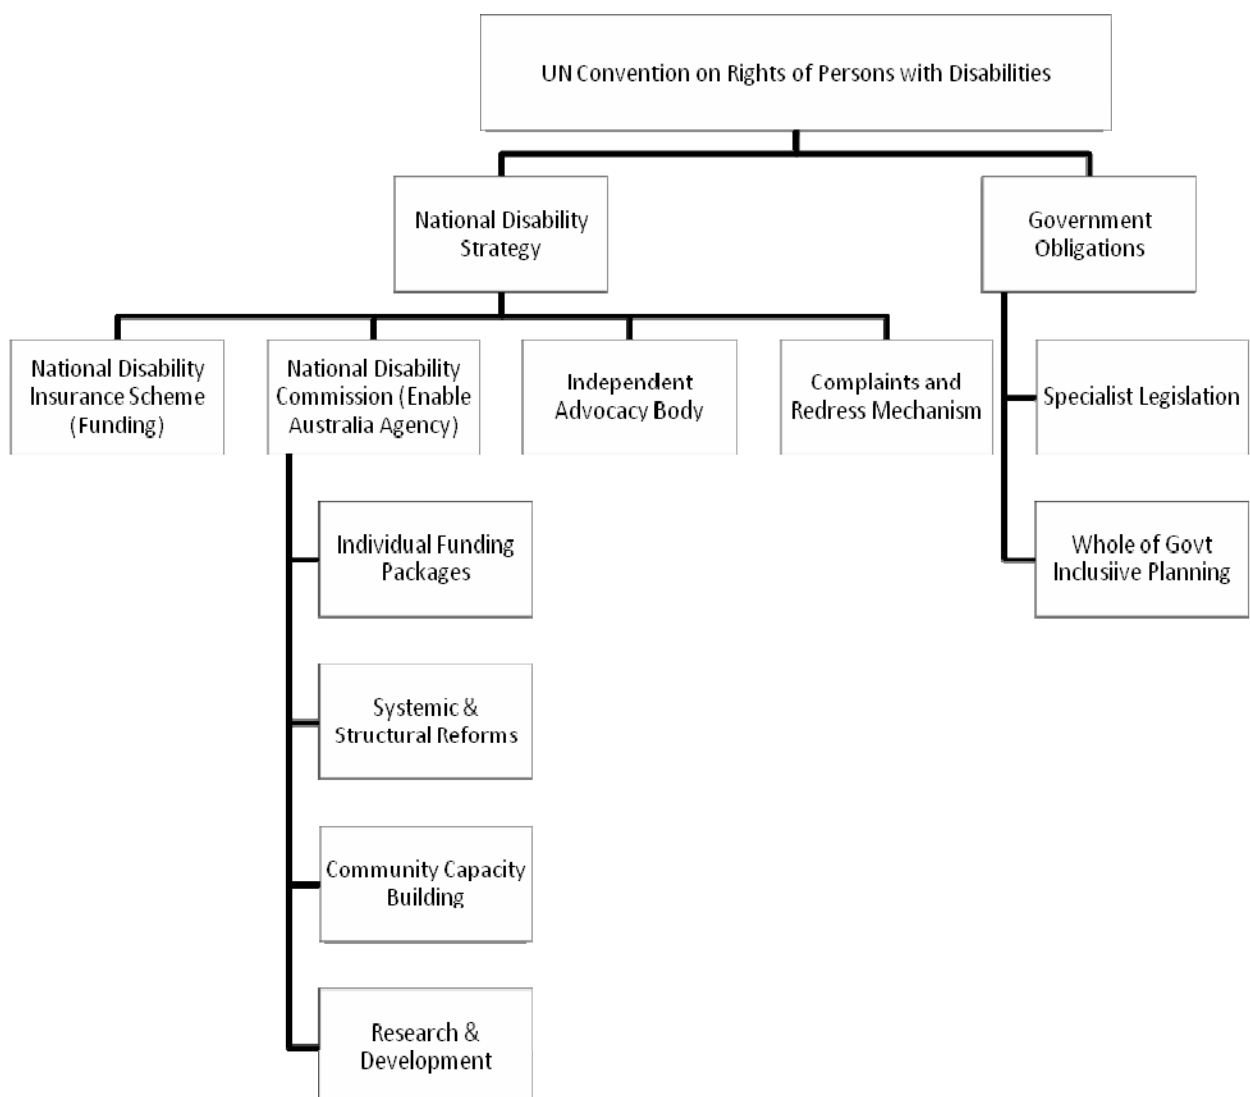 UN Convention on Rights of Persons with Disabilities
National Disability
Strategy
Government
Obligations
National Disability
Insurance Scheme
(Funding)
National Disability
Commission (Enable
Australia Agency)
Independent
Advocacy Body
Complaints and
Redress Mechanism
Specialist Legislation
Individual Funding
Packages
Whole of Govt
Inclusiive Planning
Systemic &
Structural Reforms
Community Capacity
Building
Research &
Development